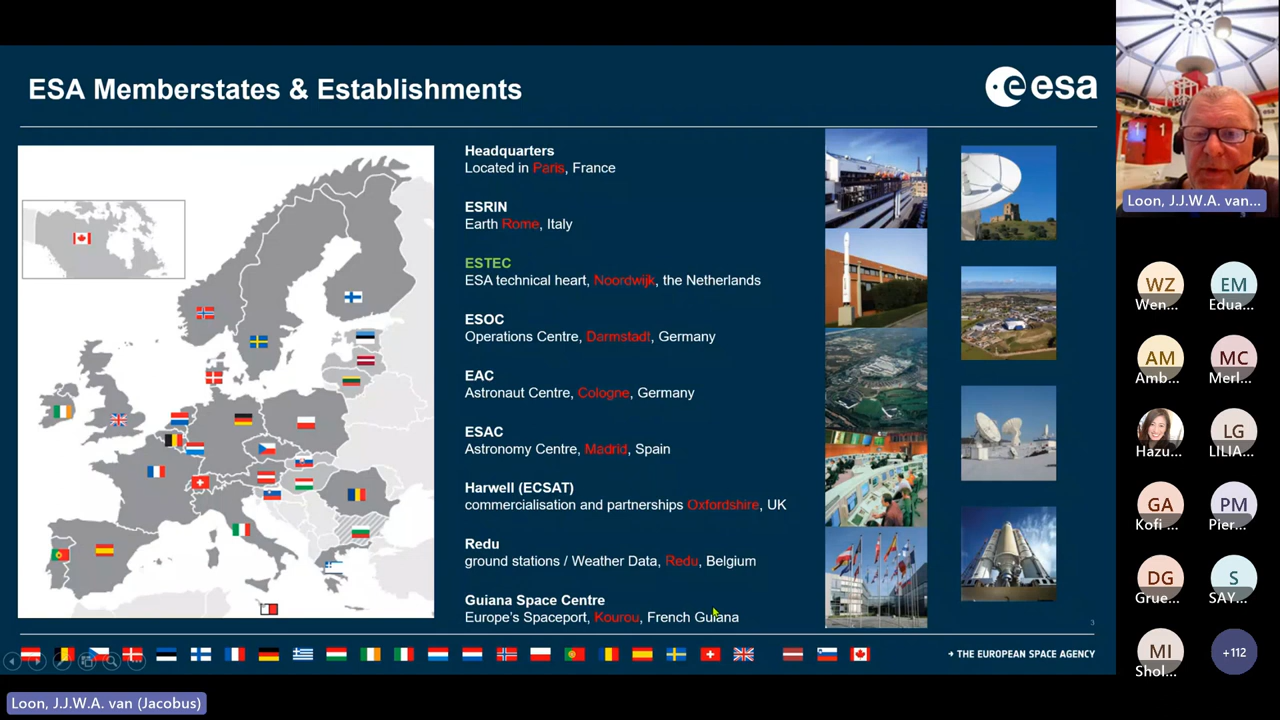 ESA Memberstates & Establishments
esa
Headquarters
Located in Paris, France
ESRIN
Earth Rome, Italy
ESTEC
ESA technical heart, Noordwijk, the Netherlands
ESOC
Operations Centre, Darmstadt, Germany
EAC
Astronaut Centre, Cologne, Germany
ESAC
Astronomy Centre, Madrid, Spain
Harwell (ECSAT)
commercialisation and partnerships Oxfordshire, UK
Redu
ground stations / Weather Data, Redu, Belgium
Guiana Space Centre
Europe's Spaceport, Kourou, French Guiana
3
→ THE EUROPEAN SPACE AGENCY
1 1
Loon, J.J.W.A. van...
WZ
Wen...
EM
Edua...
AM
Amb...
MC
Merl...
Hazu...
LG
LILIA...
GA
Kofi ...
PM
Pier...
DG
Grue...
S
SAY...
MI
Shol...
+112
Loon, J.J.W.A. van (Jacobus)